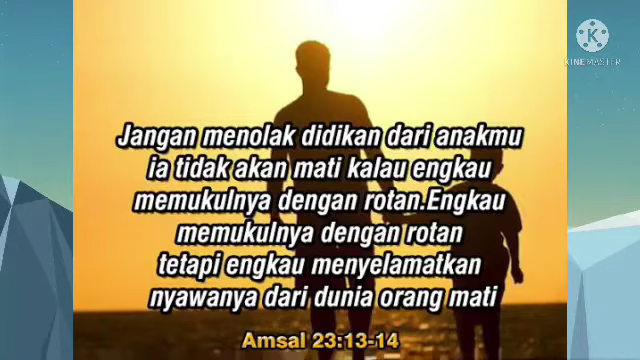 K
KINEMASTER
Jangan menolak didikan dari anakmu
ia tidak akan mati kalau engkau
memukulnya dengan rotan.Engkau
memukulnya dengan rotan
tetapi engkau menyelamatkan
nyawanya dari dunia orang mati
Amsal 23:13-14